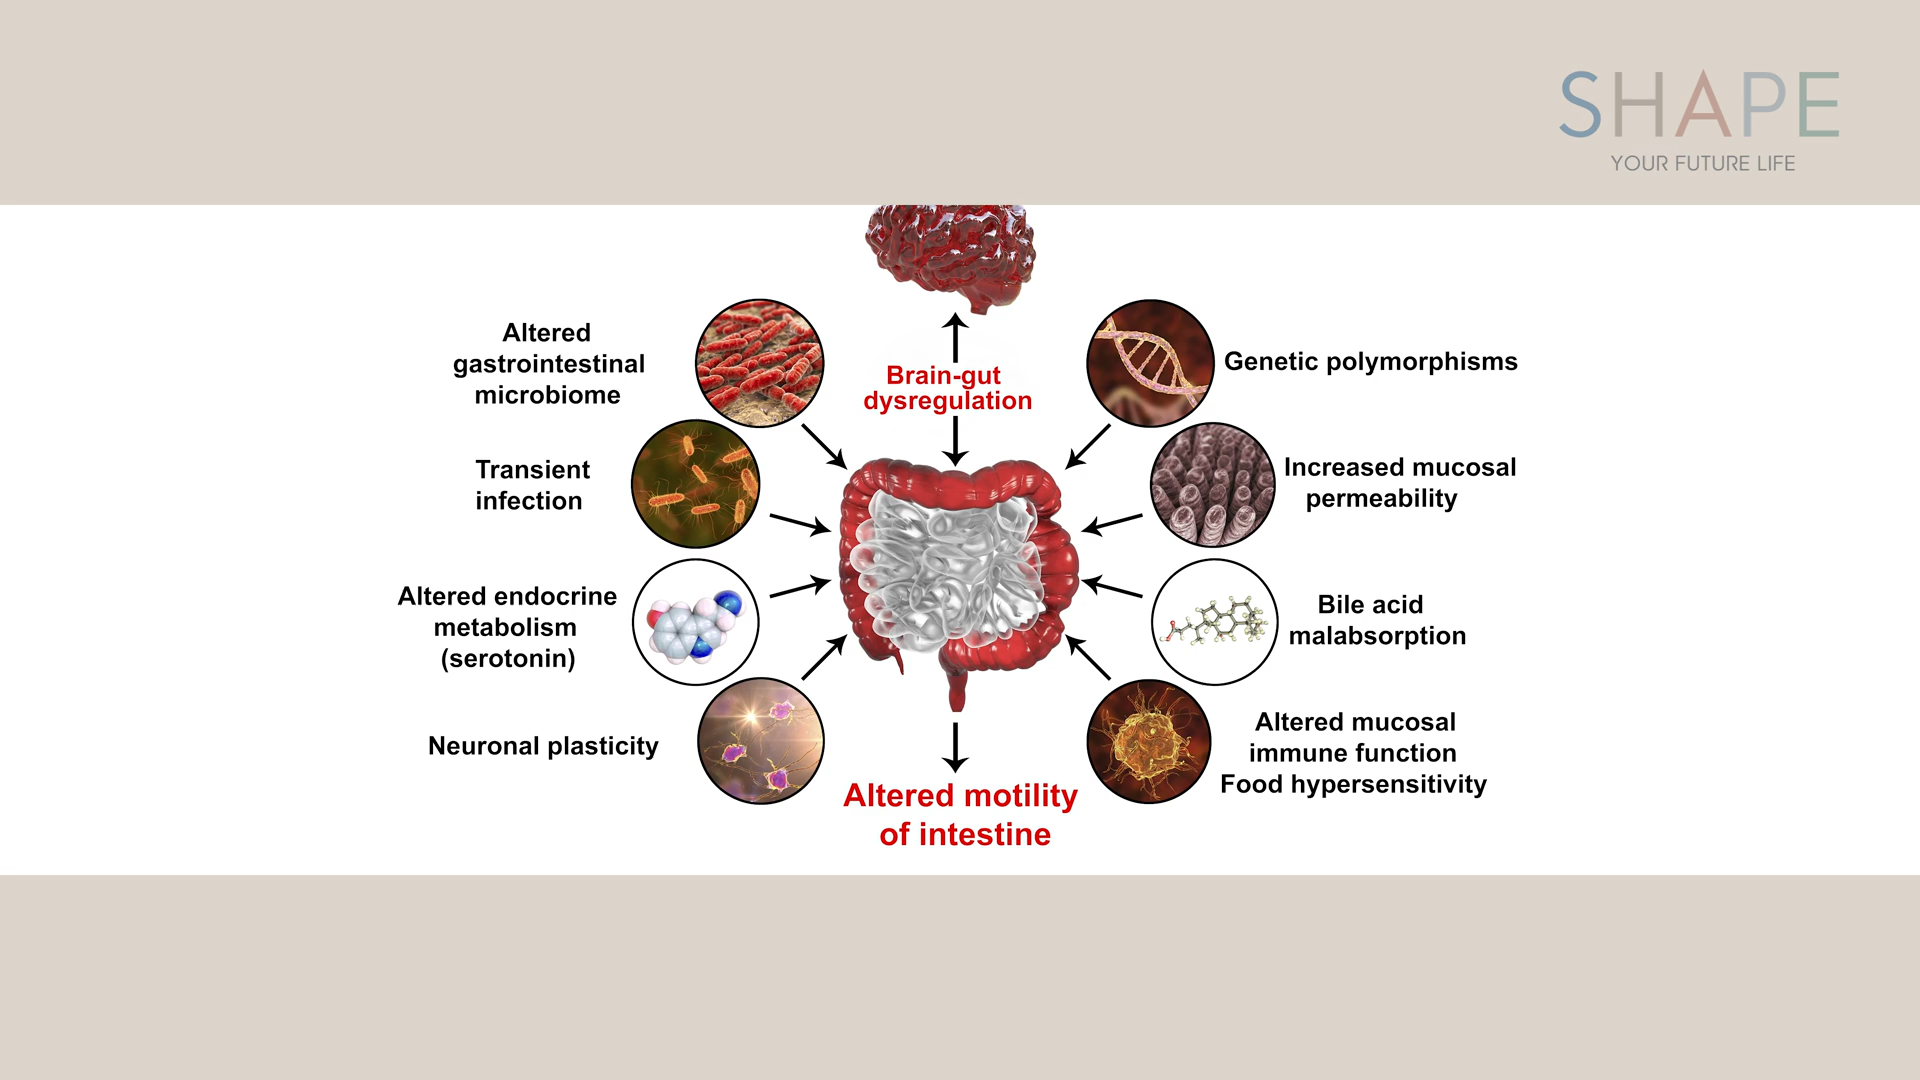 SHAPE
YOUR FUTURE LIFE
Altered
gastrointestinal
microbiome
Brain-gut
dysregulation
Genetic polymorphisms
Transient
infection
Increased mucosal
permeability
Altered endocrine
metabolism
(serotonin)
Bile acid
malabsorption
Neuronal plasticity
Altered mucosal
immune function
Food hypersensitivity
Altered motility
of intestine